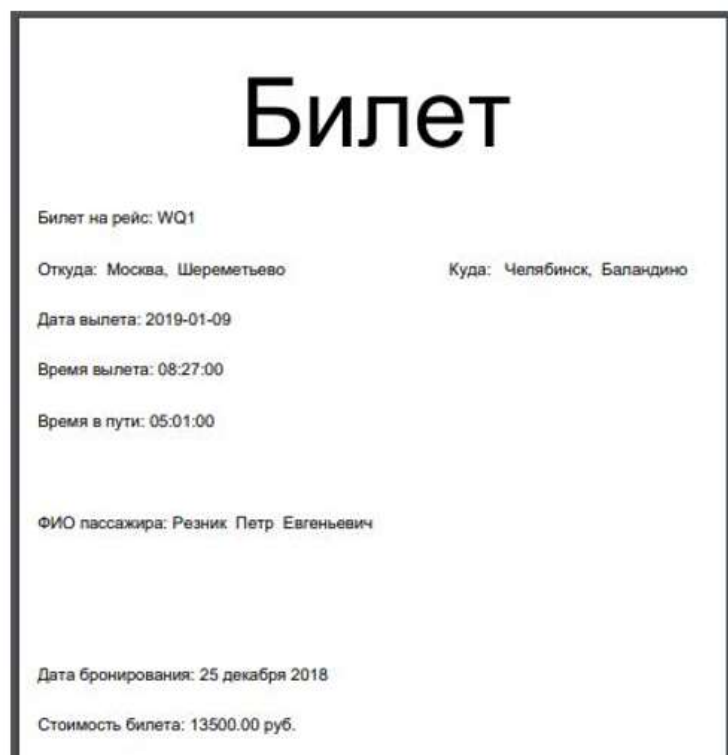 Билет
Билет на рейс: WQ1
Откуда: Москва, Шереметьево Куда: Челябинск, Баландино
Дата вылета: 2019-01-09
Время вылета: 08:27:00
Время в пути: 05:01:00
ФИО пассажира: Резник Петр Евгеньевич
Дата бронирования: 25 декабря 2018
Стоимость билета: 13500.00 руб.